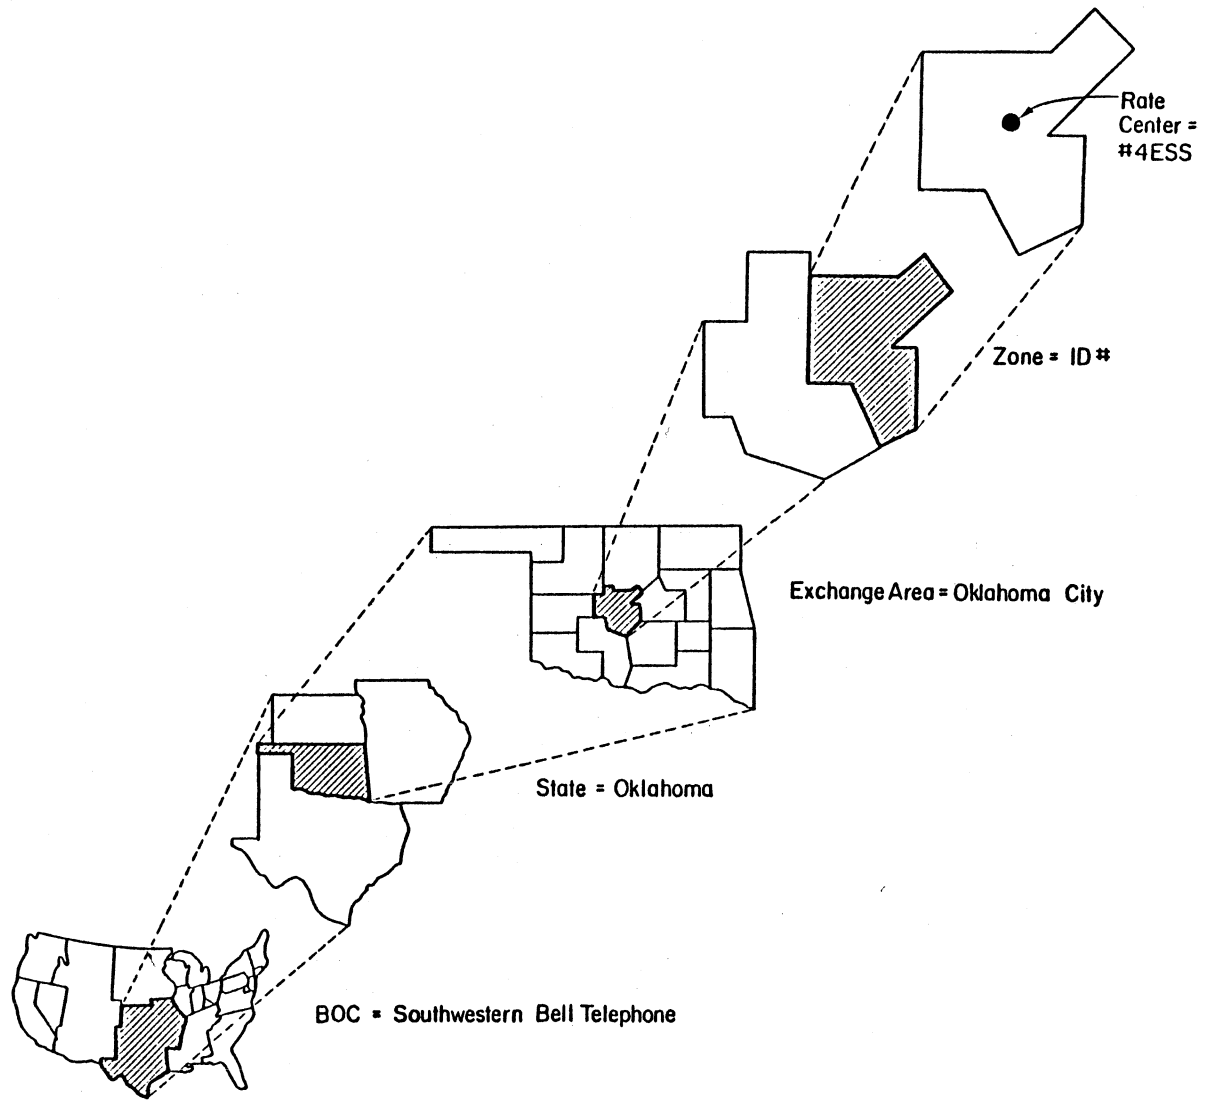 Rate
Center =
#4ESS
Zone = ID #
Exchange Area = Oklahoma City
State = Oklahoma
BOC = Southwestern Bell Telephone